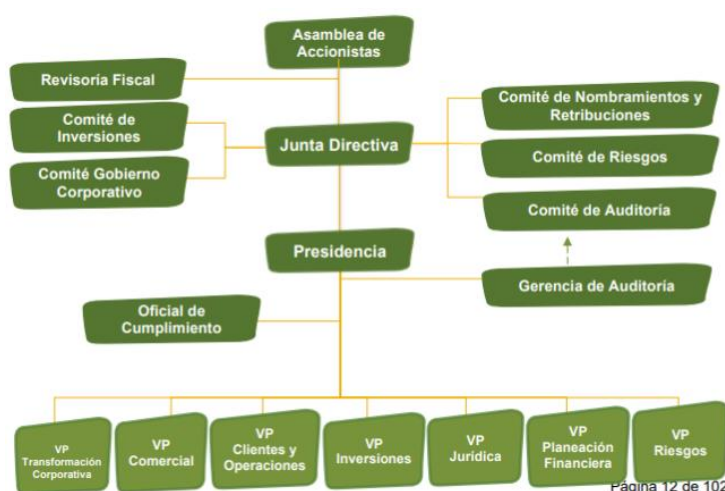 Asamblea de
Accionistas
Revisoría Fiscal
Comité de
Inversiones
Comité Gobierno
Corporativo
Junta Directiva
Comité de Nombramientos y
Retribuciones
Comité de Riesgos
Comité de Auditoría
Presidencia
Gerencia de Auditoría
Oficial de
Cumplimiento
VP
Transformación
Corporativa
VP
Comercial
VP
Clientes y
Operaciones
VP
Inversiones
VP
Jurídica
VP
Planeación
Financiera
VP
Riesgos
Página 12 de 102